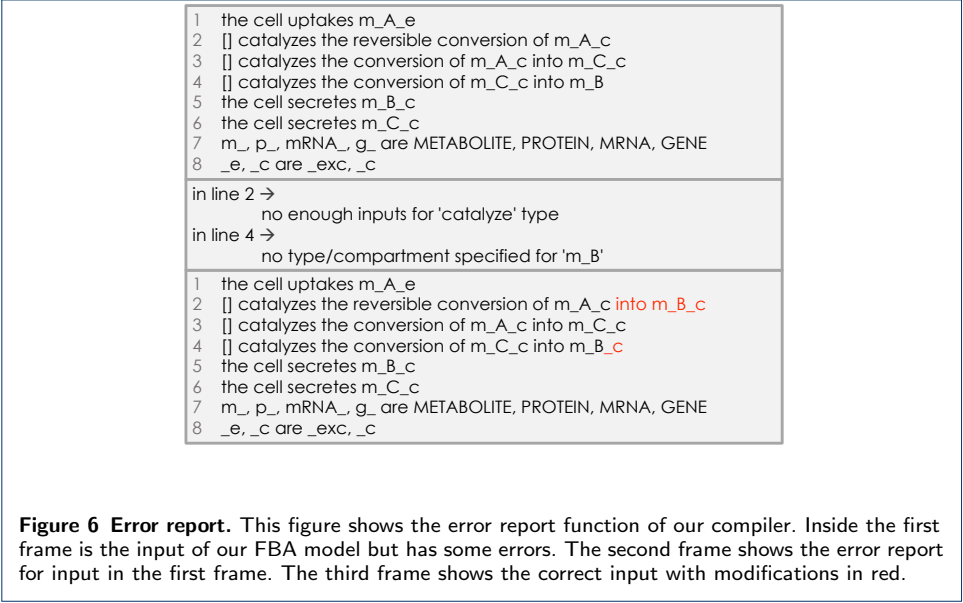 1 the cell uptakes m_A_e
2 [] catalyzes the reversible conversion of m_A_c
3 [] catalyzes the conversion of m_A_c into m_C_c
4 [] catalyzes the conversion of m_C_c into m_B
5 the cell secretes m_B_c
6 the cell secretes m_C_c
7 m_, p_, mRNA_, g_ are METABOLITE, PROTEIN, MRNA, GENE
8 _e, _c are _exc, _c
in line 2 →
no enough inputs for 'catalyze' type
in line 4 →
no type/compartment specified for 'm_B'
1 the cell uptakes m_A_e
2 [] catalyzes the reversible conversion of m_A_c into m_B_c
3 [] catalyzes the conversion of m_A_c into m_C_c
4 [] catalyzes the conversion of m_C_c into m_B_c
5 the cell secretes m_B_c
6 the cell secretes m_C_c
7 m_, p_, mRNA_, g_ are METABOLITE, PROTEIN, MRNA, GENE
8 _e, _c are _exc, _c
Figure 6 Error report. This figure shows the error report function of our compiler. Inside the first
frame is the input of our FBA model but has some errors. The second frame shows the error report
for input in the first frame. The third frame shows the correct input with modifications in red.